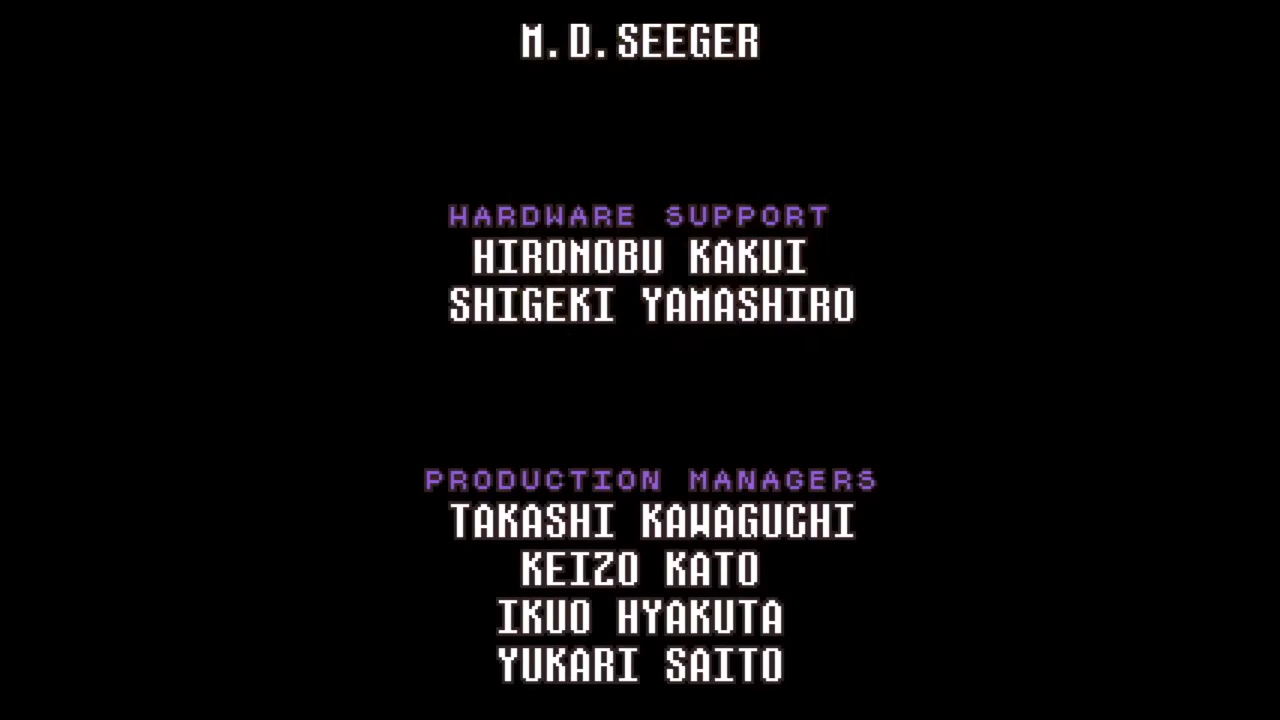 M.D.SEEGER
HARDWARE SUPPORT
HIRONOBU KAKUI
SHIGEKI YAMASHIRO
PRODUCTION MANAGERS
TAKASHI KAWAGUCHI
KEIZO KATO
IKUO HYAKUTA
YUKARI SAITO